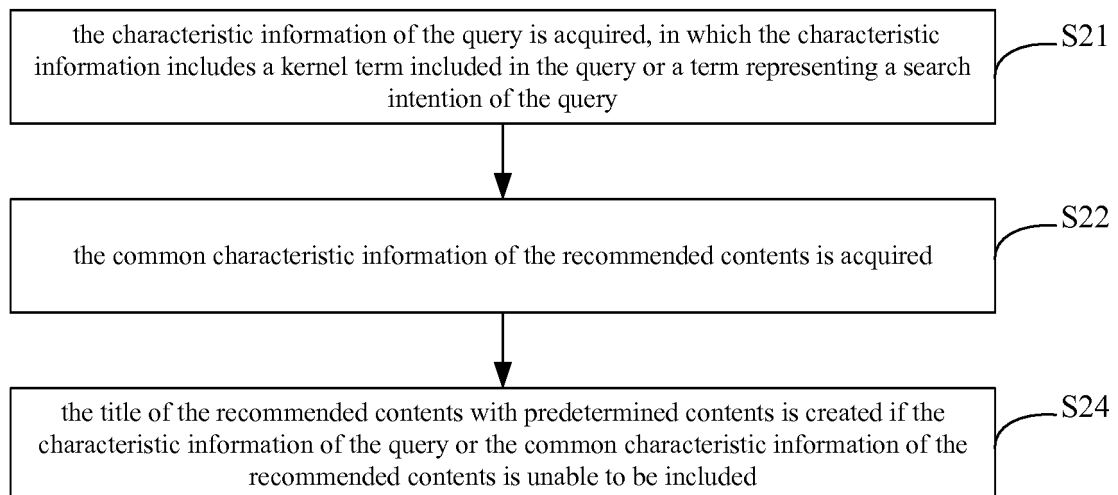 the characteristic information of the query is acquired, in which the characteristic
information includes a kernel term included in the query or a term representing a search
intention of the query
S21
the common characteristic information of the recommended contents is acquired
S22
the title of the recommended contents with predetermined contents is created if the
characteristic information of the query or the common characteristic information of the
recommended contents is unable to be included
S24